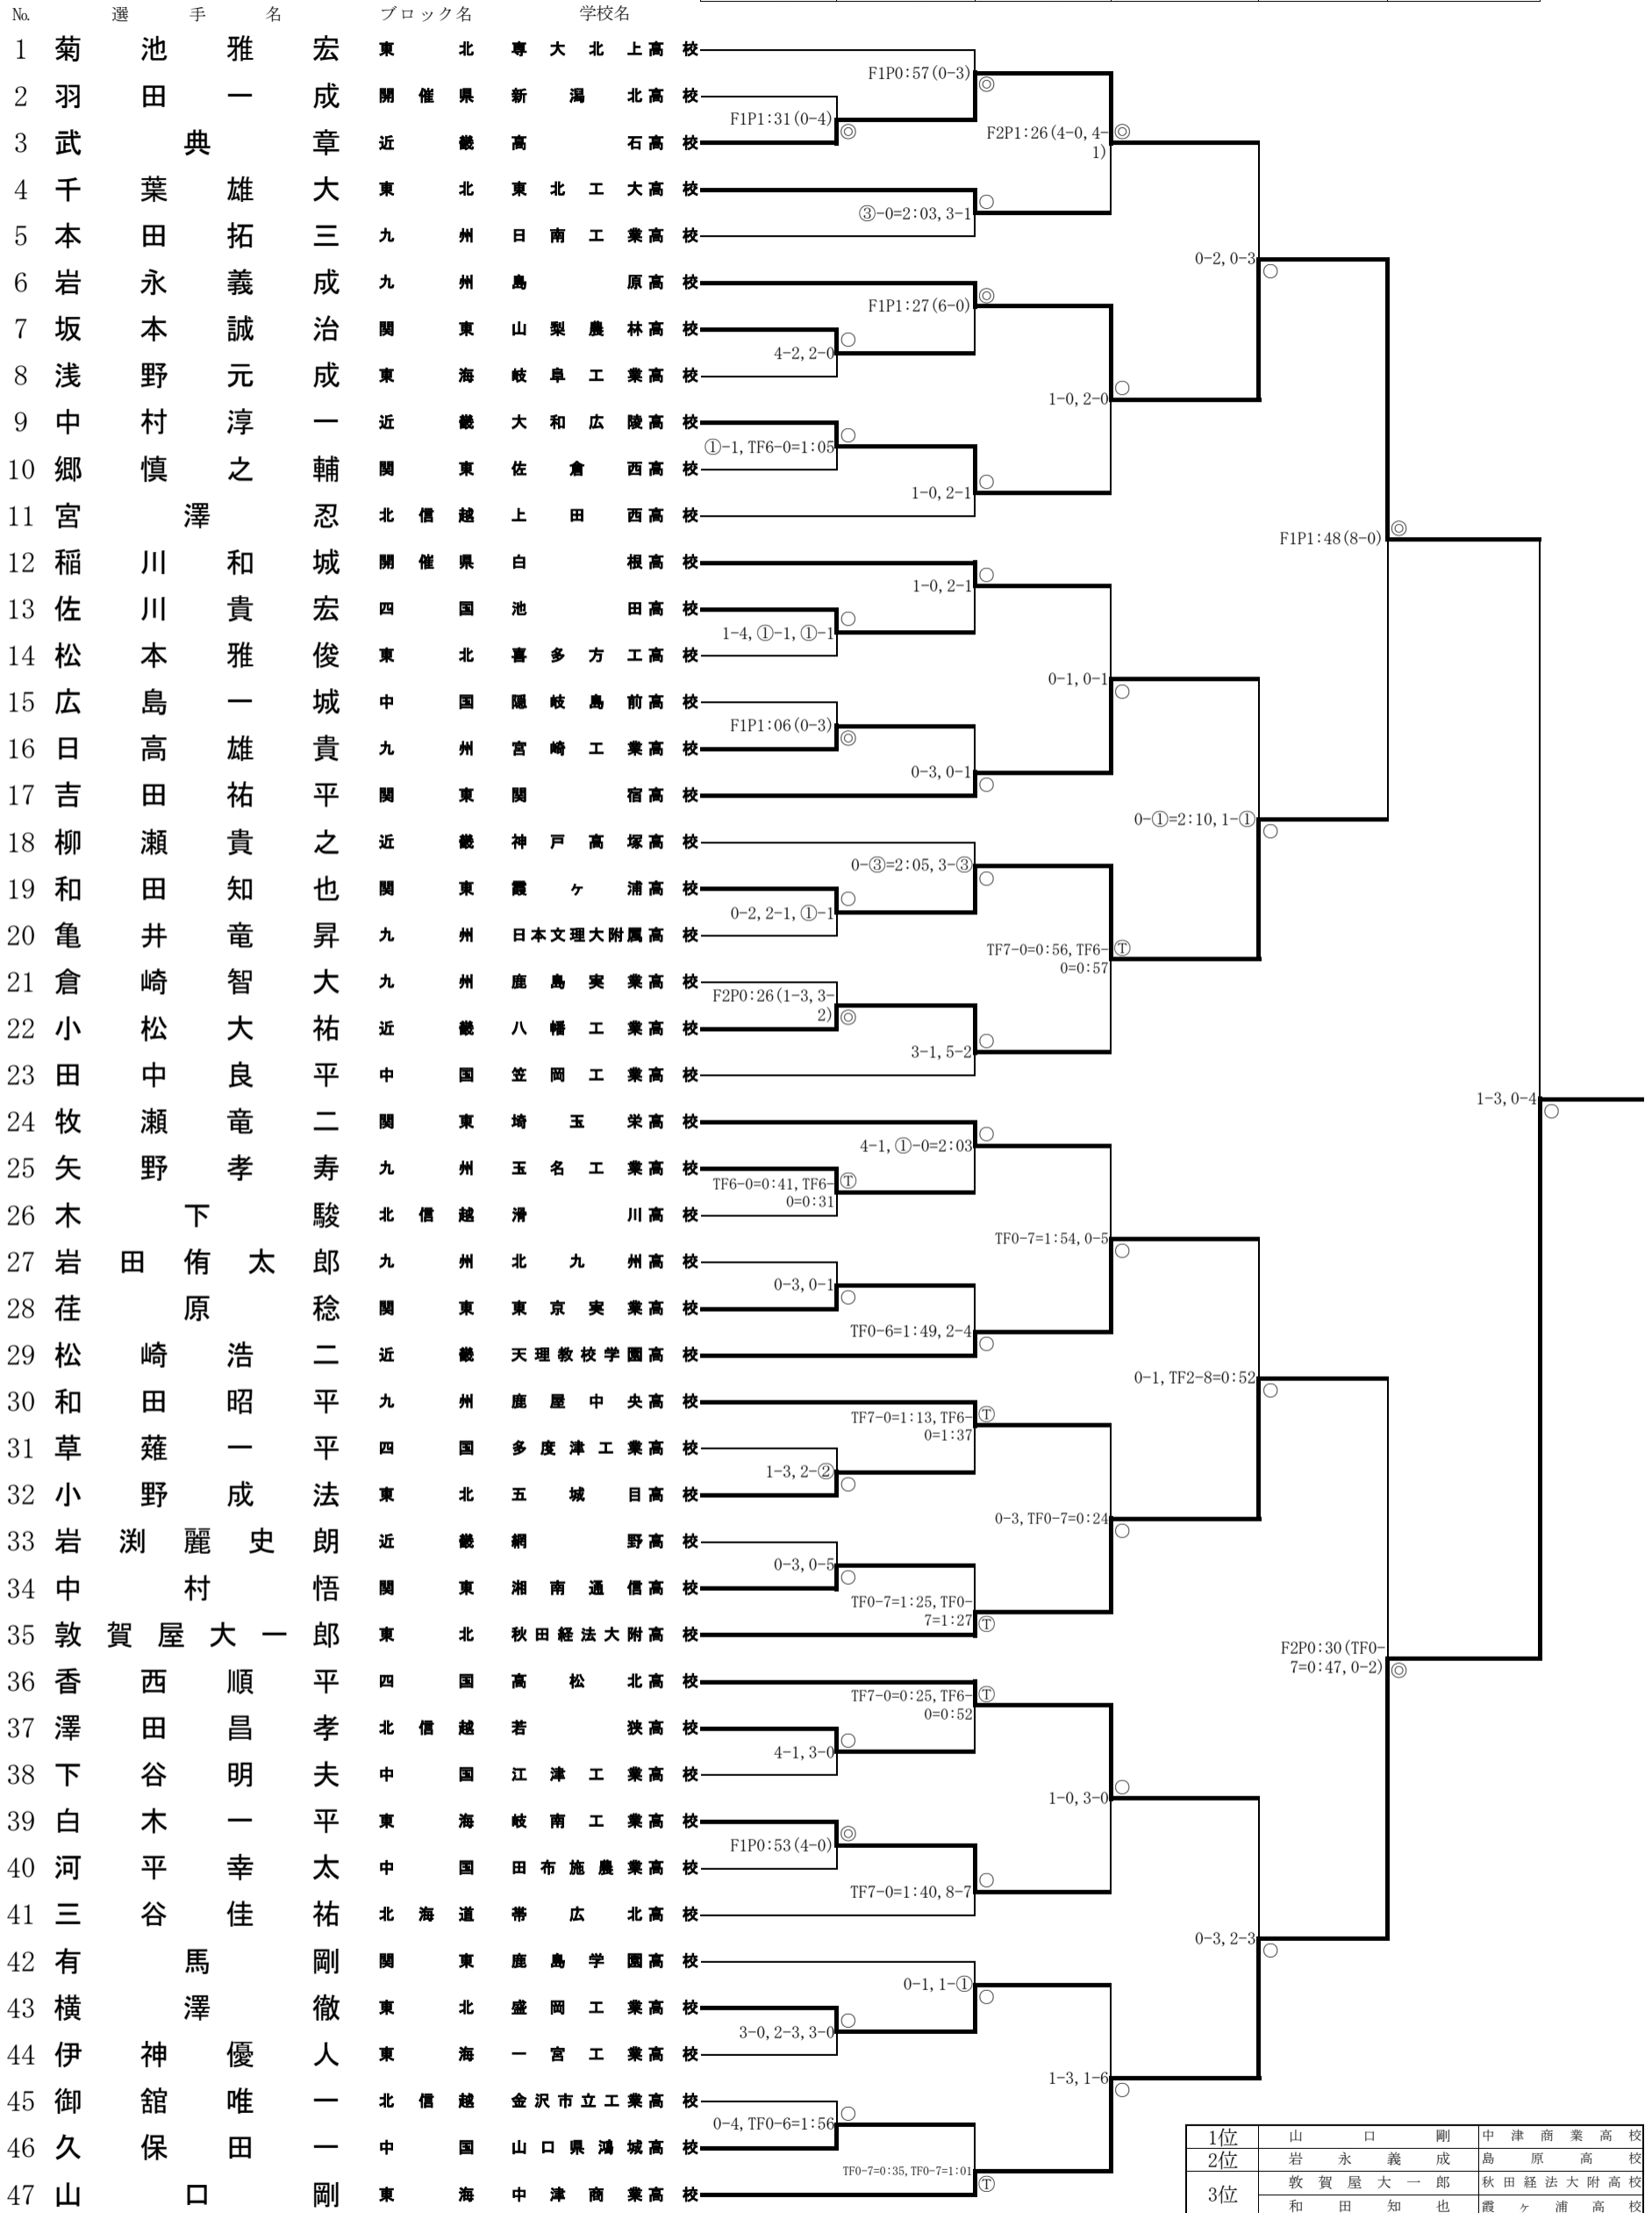 № 選手名 ブロック名 学校名
1 菊池雅宏 東北 専大北上高校
F1P0:57(0-3)
◎
2 羽田一成 開催県 新潟北高校
F1P1:31(0-4)
◎
F2P1:26(4-0,4-1)
◎
3 武典章 近畿 高石高校
4 千葉雄大 東北 東北工大高校
③-0=2:03,3-1
○
5 本田拓三 九州 日南工業高校
0-2,0-3
○
6 岩永義成 九州 島原高校
F1P1:27(6-0)
◎
7 坂本誠治 関東 山梨農林高校
4-2,2-0
○
8 浅野元成 東海 岐阜工業高校
1-0,2-0
○
9 中村淳一 近畿 大和広陵高校
①-1,TF6-0=1:05
○
10 郷慎之輔 関東 佐倉西高校
1-0,2-1
○
11 宮澤忍 北信越 上田西高校
F1P1:48(8-0)
◎
12 稲川和城 開催県 白根高校
1-0,2-1
○
13 佐川貴宏 四国 池田高校
1-4,①-1,①-1
○
14 松本雅俊 東北 喜多方工高校
0-1,0-1
○
15 広島一城 中国 隠岐島前高校
F1P1:06(0-3)
◎
16 日高雄貴 九州 宮崎工業高校
0-3,0-1
○
17 吉田祐平 関東 関宿高校
0-①=2:10,1-①
○
18 柳瀬貴之 近畿 神戸高塚高校
0-③=2:05,3-③
○
19 和田知也 関東 霞ヶ浦高校
0-2,2-1,①-1
○
20 亀井竜昇 九州 日本文理大附属高校
TF7-0=0:56,TF6-0=0:57
Ⓣ
21 倉崎智大 九州 鹿島実業高校
F2P0:26(1-3,3-2)
◎
22 小松大祐 近畿 八幡工業高校
3-1,5-2
○
23 田中良平 中国 笠岡工業高校
1-3,0-4
○
24 牧瀬竜二 関東 埼玉栄高校
4-1,①-0=2:03
○
25 矢野孝寿 九州 玉名工業高校
TF6-0=0:41,TF6-0=0:31
Ⓣ
26 木下駿 北信越 滑川高校
TF0-7=1:54,0-5
○
27 岩田侑太郎 九州 北九州高校
0-3,0-1
○
28 荏原稔 関東 東京実業高校
TF0-6=1:49,2-4
○
29 松崎浩二 近畿 天理教校学園高校
0-1,TF2-8=0:52
○
30 和田昭平 九州 鹿屋中央高校
TF7-0=1:13,TF6-0=1:37
Ⓣ
31 草薙一平 四国 多度津工業高校
1-3,2-②
○
32 小野成法 東北 五城目高校
0-3,TF0-7=0:24
○
33 岩渕麗史朗 近畿 網野高校
0-3,0-5
○
34 中村悟 関東 湘南通信高校
TF0-7=1:25,TF0-7=1:27
Ⓣ
35 敦賀屋大一郎 東北 秋田経法大附高校
F2P0:30(TF0-7=0:47,0-2)
◎
36 香西順平 四国 高松北高校
TF7-0=0:25,TF6-0=0:52
Ⓣ
37 澤田昌孝 北信越 若狭高校
4-1,3-0
○
38 下谷明夫 中国 江津工業高校
1-0,3-0
○
39 白木一平 東海 岐南工業高校
F1P0:53(4-0)
◎
40 河平幸太 中国 田布施農業高校
TF7-0=1:40,8-7
○
41 三谷佳祐 北海道 帯広北高校
0-3,2-3
○
42 有馬剛 関東 鹿島学園高校
0-1,1-①
○
43 横澤徹 東北 盛岡工業高校
3-0,2-3,3-0
○
44 伊神優人 東海 一宮工業高校
1-3,1-6
○
45 御舘唯一 北信越 金沢市立工業高校
0-4,TF0-6=1:56
○
46 久保田一 中国 山口県鴻城高校
TF0-7=0:35,TF0-7=1:01
Ⓣ
47 山口剛 東海 中津商業高校
1位 山口剛 中津商業高校
2位 岩永義成 島原高校
3位 敦賀屋大一郎 秋田経法大附高校
和田知也 霞ヶ浦高校